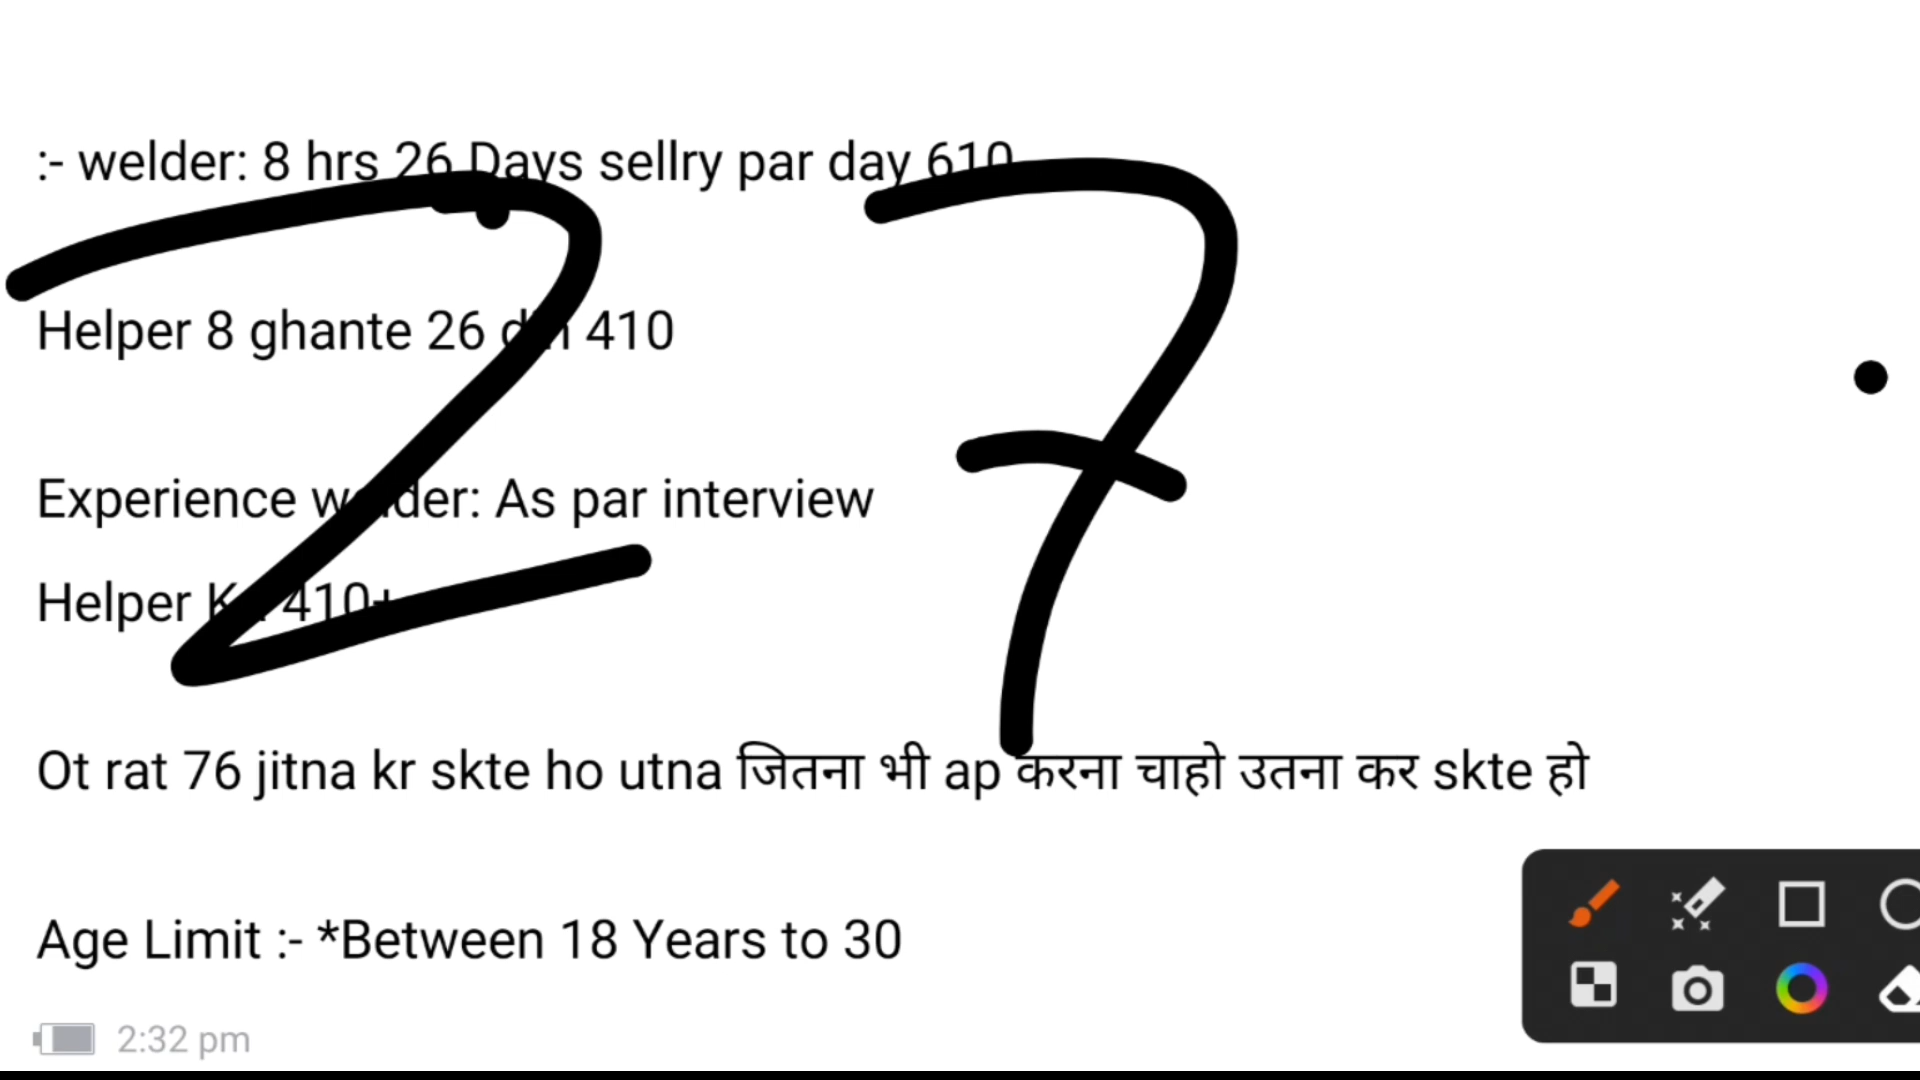 :- welder: 8 hrs 26 Days sellry par day 610
Helper 8 ghante 26 din 410
Experience welder: As par interview
Helper 410+
Ot rat 76 jitna kr skte ho utna जितना भी ap करना चाहो उतना कर skte हो
Age Limit :- *Between 18 Years to 30
2:32 pm
27